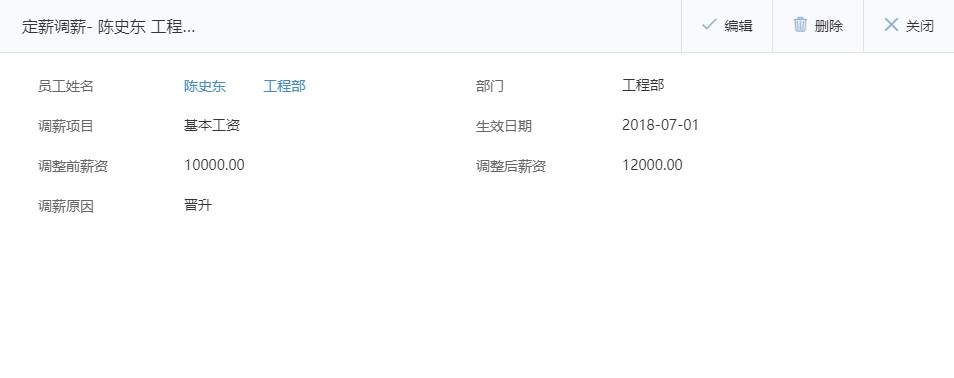 定薪调薪- 陈史东 工程... 编辑 删除 关闭
员工姓名 陈史东 工程部 部门 工程部
调薪项目 基本工资 生效日期 2018-07-01
调整前薪资 10000.00 调整后薪资 12000.00
调薪原因 晋升